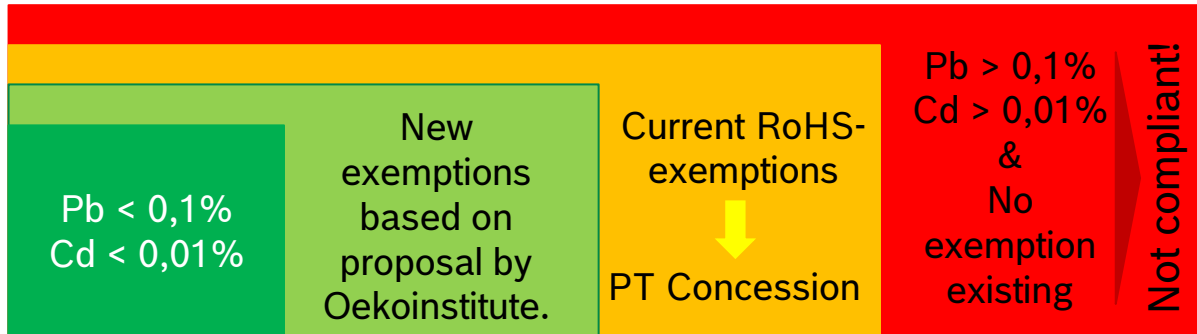 Pb < 0,1%
Cd < 0,01%
New
exemptions
based on
proposal by
Oekoinstitute.
Current RoHS-
exemptions
PT Concession
Pb > 0,1%
Cd > 0,01%
&
No
exemption
existing
Not compliant!